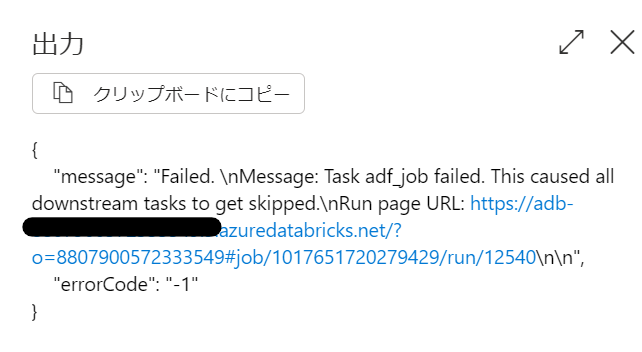 出力
クリップボードにコピー
{
"message": "Failed. \nMessage: Task adf_job failed. This caused all
downstream tasks to get skipped.\nRun page URL: https://adb-
azuredatabricks.net/?
o=8807900572333549#job/1017651720279429/run/12540\n\n",
"errorCode": "-1"
}